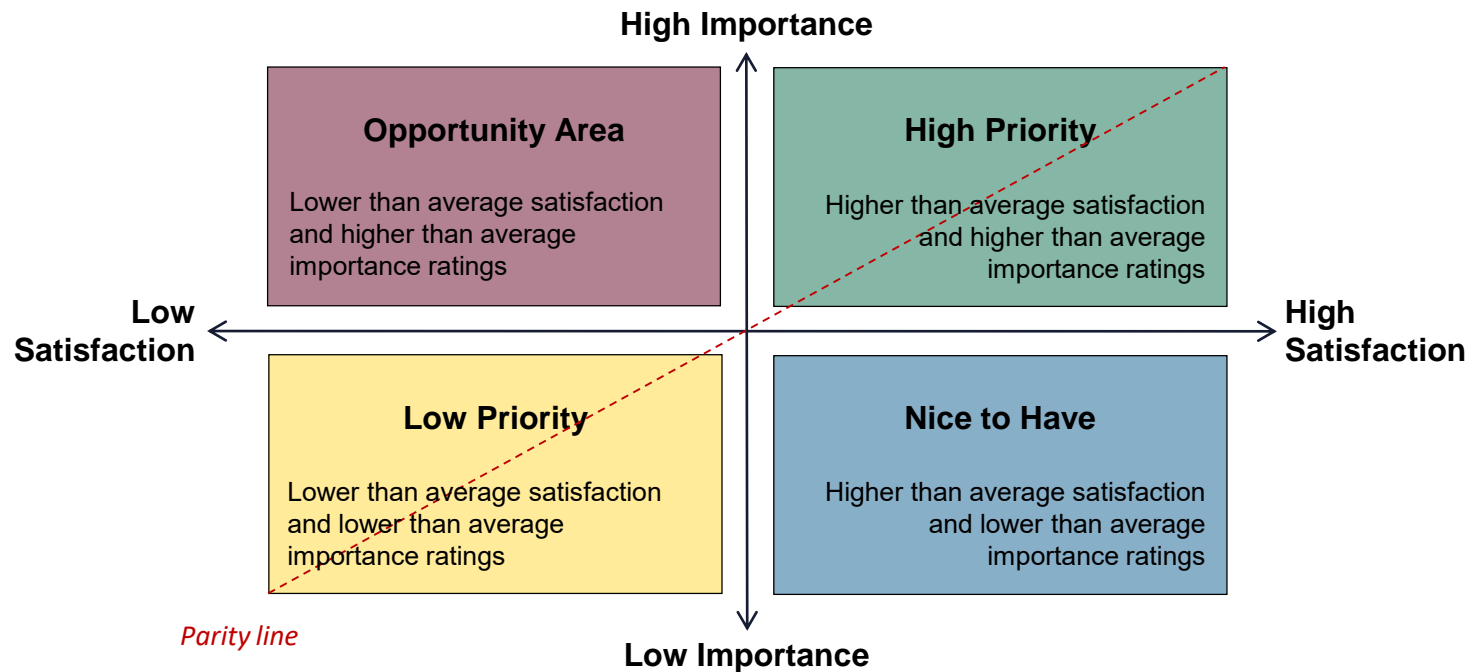 High Importance
Opportunity Area
Lower than average satisfaction
and higher than average
importance ratings
High Priority
Higher than average satisfaction
and higher than average
importance ratings
Low
Satisfaction
High
Satisfaction
Low Priority
Lower than average satisfaction
and lower than average
importance ratings
Nice to Have
Higher than average satisfaction
and lower than average
importance ratings
Parity line
Low Importance